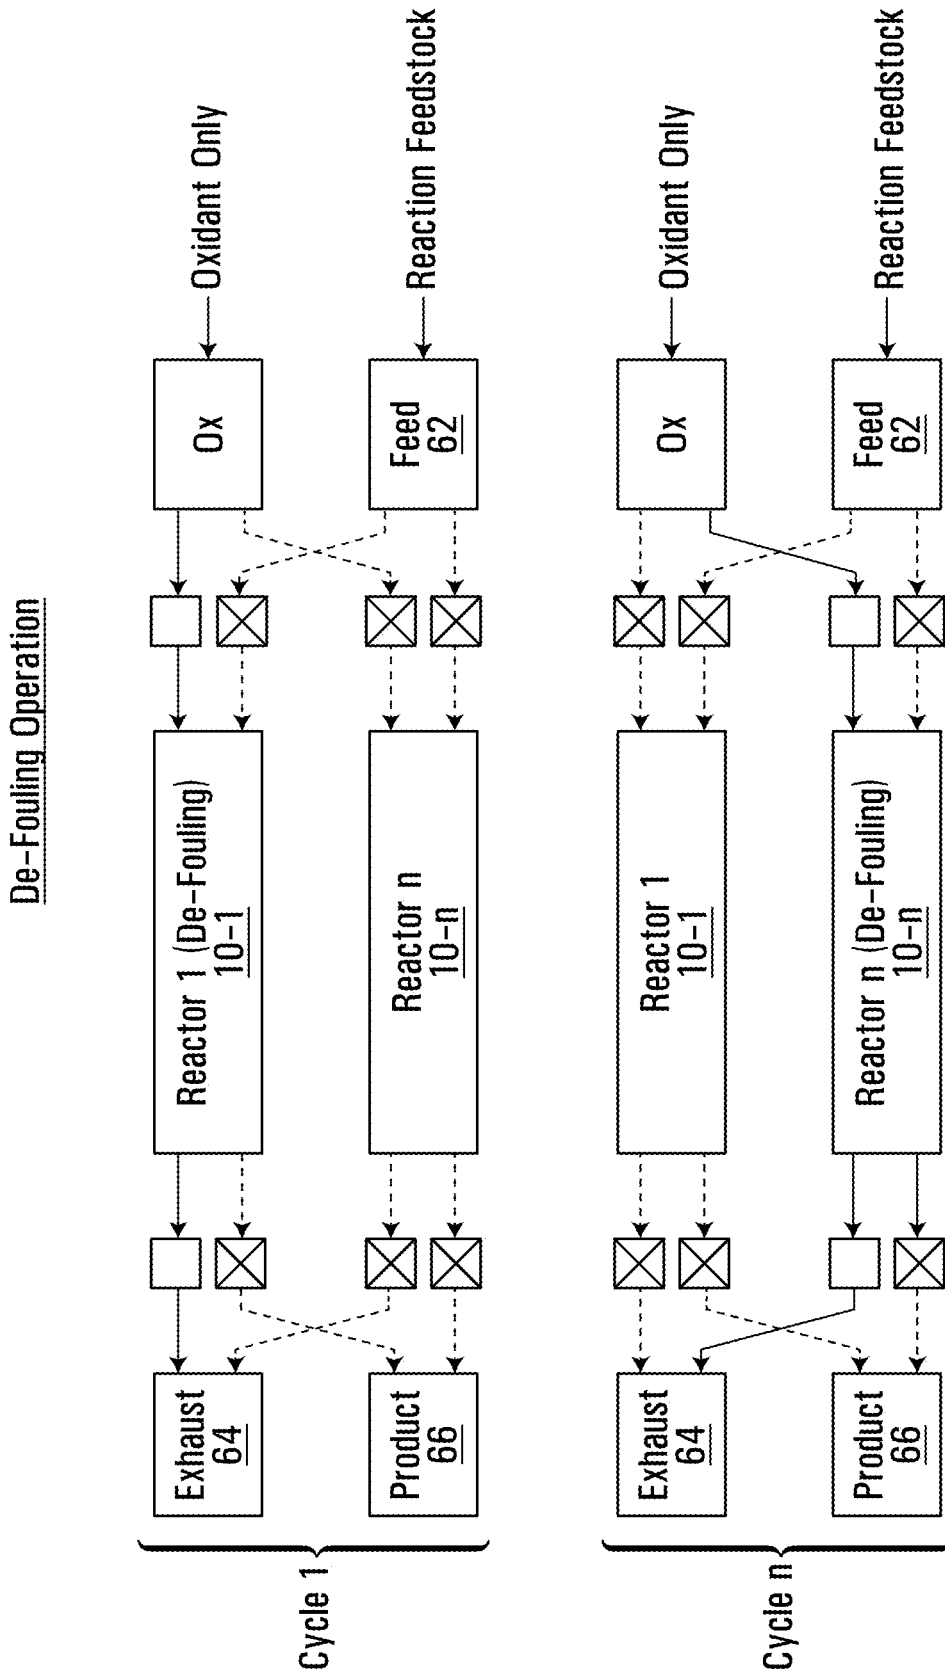 De-Fouling Operation
Cycle 1
Exhaust
64
Reactor 1 (De-Fouling)
10-1
Ox
Oxidant Only
Product
66
Reactor n
10-n
Feed
62
Reaction Feedstock
Cycle n
Exhaust
64
Reactor 1
10-1
Ox
Oxidant Only
Product
66
Reactor n (De-Fouling)
10-n
Feed
62
Reaction Feedstock